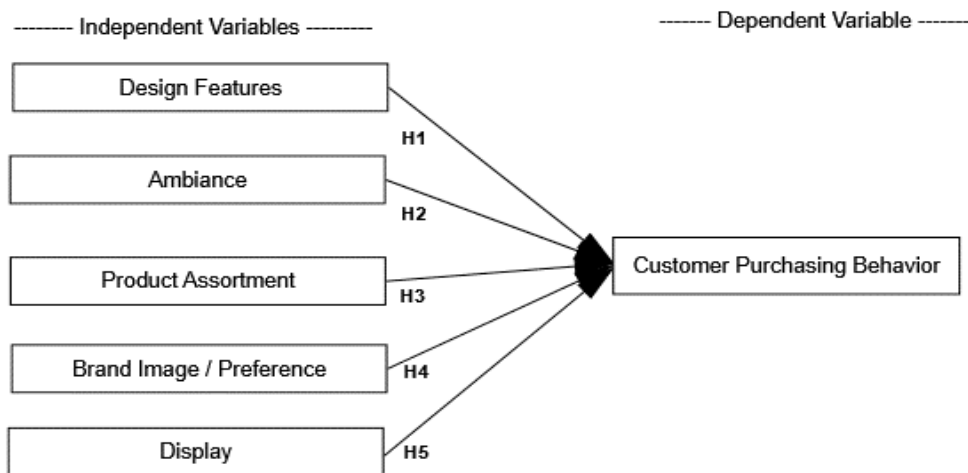 -------- Independent Variables ---------
------- Dependent Variable -------
Design Features
H1
Ambiance
H2
Product Assortment
H3
Customer Purchasing Behavior
Brand Image / Preference
H4
Display
H5